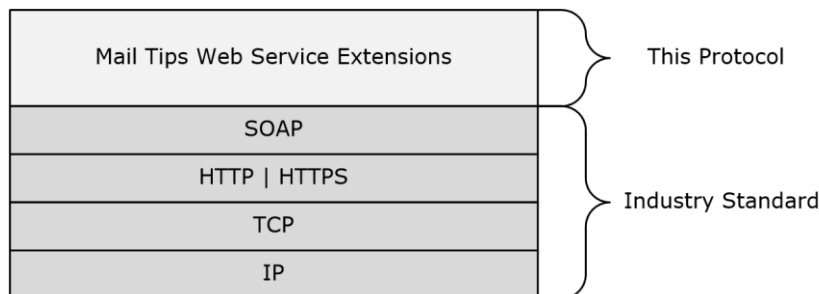 Mail Tips Web Service Extensions
This Protocol
SOAP
HTTP | HTTPS
TCP
Industry Standard
IP